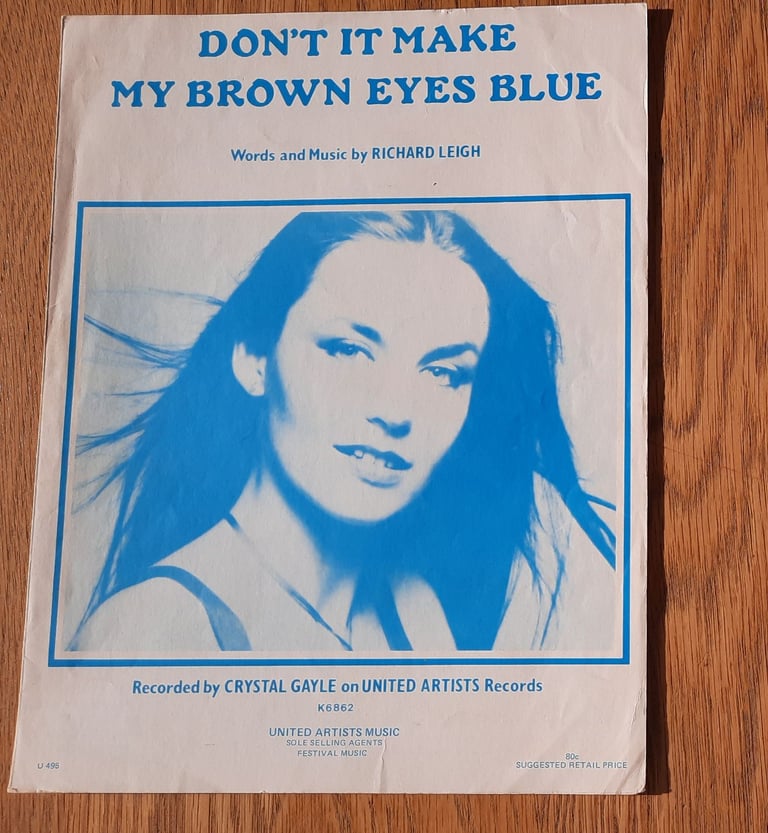 DON'T IT MAKE
MY BROWN EYES BLUE
Words and Music by RICHARD LEIGH
Recorded by CRYSTAL GAYLE on UNITED ARTISTS Records
K6862
UNITED ARTISTS MUSIC
SOLE SELLING AGENTS
FESTIVAL MUSIC
U 495
80c
SUGGESTED RETAIL PRICE